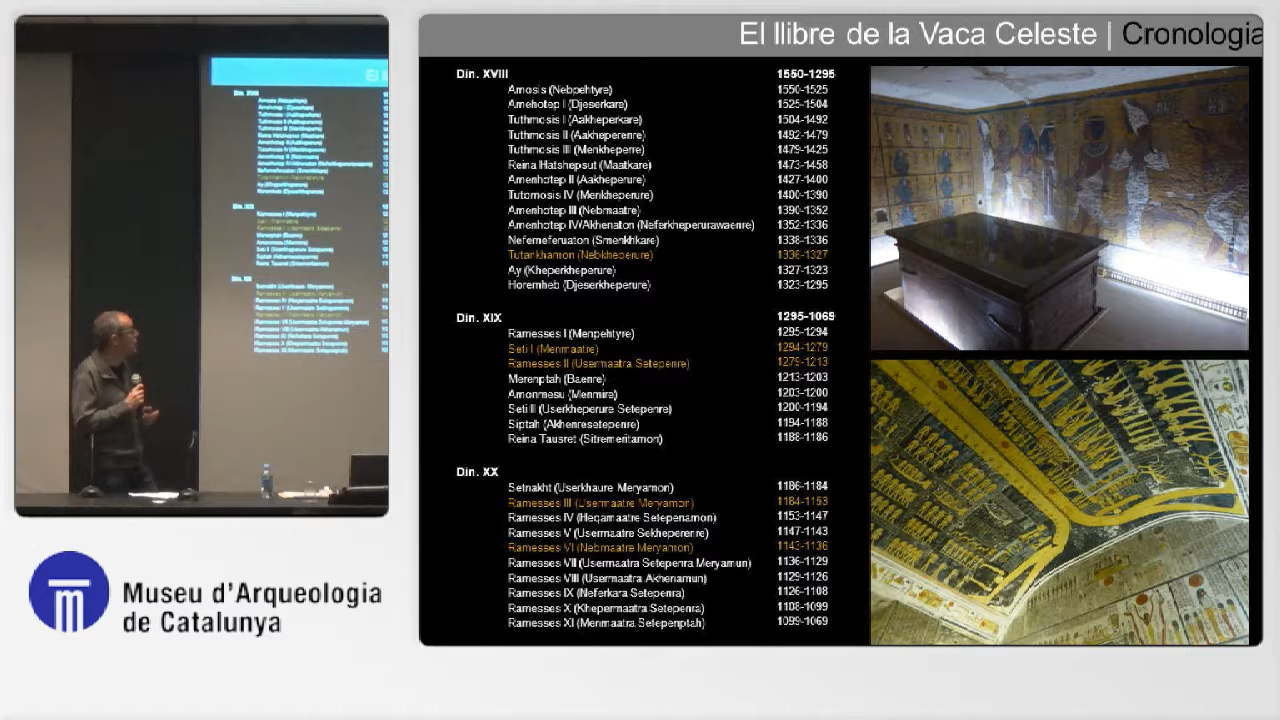 El llibre de la Vaca Celeste | Cronologia
Din. XVIII 1550-1295
Amosis (Nebpehtyre) 1550-1525
Amehotep I (Djeserkare) 1525-1504
Tuthmosis I (Aakheperkare) 1504-1492
Tuthmosis II (Aakheperenre) 1492-1479
Tuthmosis III (Menkheperre) 1479-1425
Reina Hatshepsut (Maatkare) 1473-1458
Amenhotep II (Aakheperure) 1427-1400
Tutomosis IV (Menkheperure) 1400-1390
Amenhotep III (Nebmaatre) 1390-1352
Amenhotep IV/Akhenaton (Neferkheperurawaenre) 1352-1336
Nefemeferuaton (Smenkhkare) 1338-1336
Tutankhamon (Nebkheperure) 1336-1327
Ay (Kheperkheperure) 1327-1323
Horemheb (Djeserkheperure) 1323-1295
Din. XIX 1295-1069
Ramesses I (Menpehtyre) 1295-1294
Seti I (Menmaatre) 1294-1279
Ramesses II (Usermaatra Setepenre) 1279-1213
Merenptah (Baenre) 1213-1203
Amonmesu (Menmire) 1203-1200
Seti II (Userkheperure Setepenre) 1200-1194
Siptah (Akhenresetepenre) 1194-1188
Reina Tausret (Sitremeritamon) 1188-1186
Din. XX
Setnakht (Userkhaure Meryamon) 1186-1184
Ramesses III (Usermaatra Meryamon) 1184-1153
Ramesses IV (Heqamaatre Setepenamon) 1153-1147
Ramesses V (Usermaatre Sekheperenre) 1147-1143
Ramesses VI (Nebmaatre Meryamon) 1143-1136
Ramesses VII (Usermaatra Setepenra Meryamun) 1136-1129
Ramesses VIII (Usermaatra Akhenamun) 1129-1126
Ramesses IX (Neferkara Setepenra) 1126-1108
Ramesses X (Khepermaatra Setepenra) 1108-1099
Ramesses XI (Menmaatra Setepenptah) 1099-1069
Museu d'Arqueologia
de Catalunya